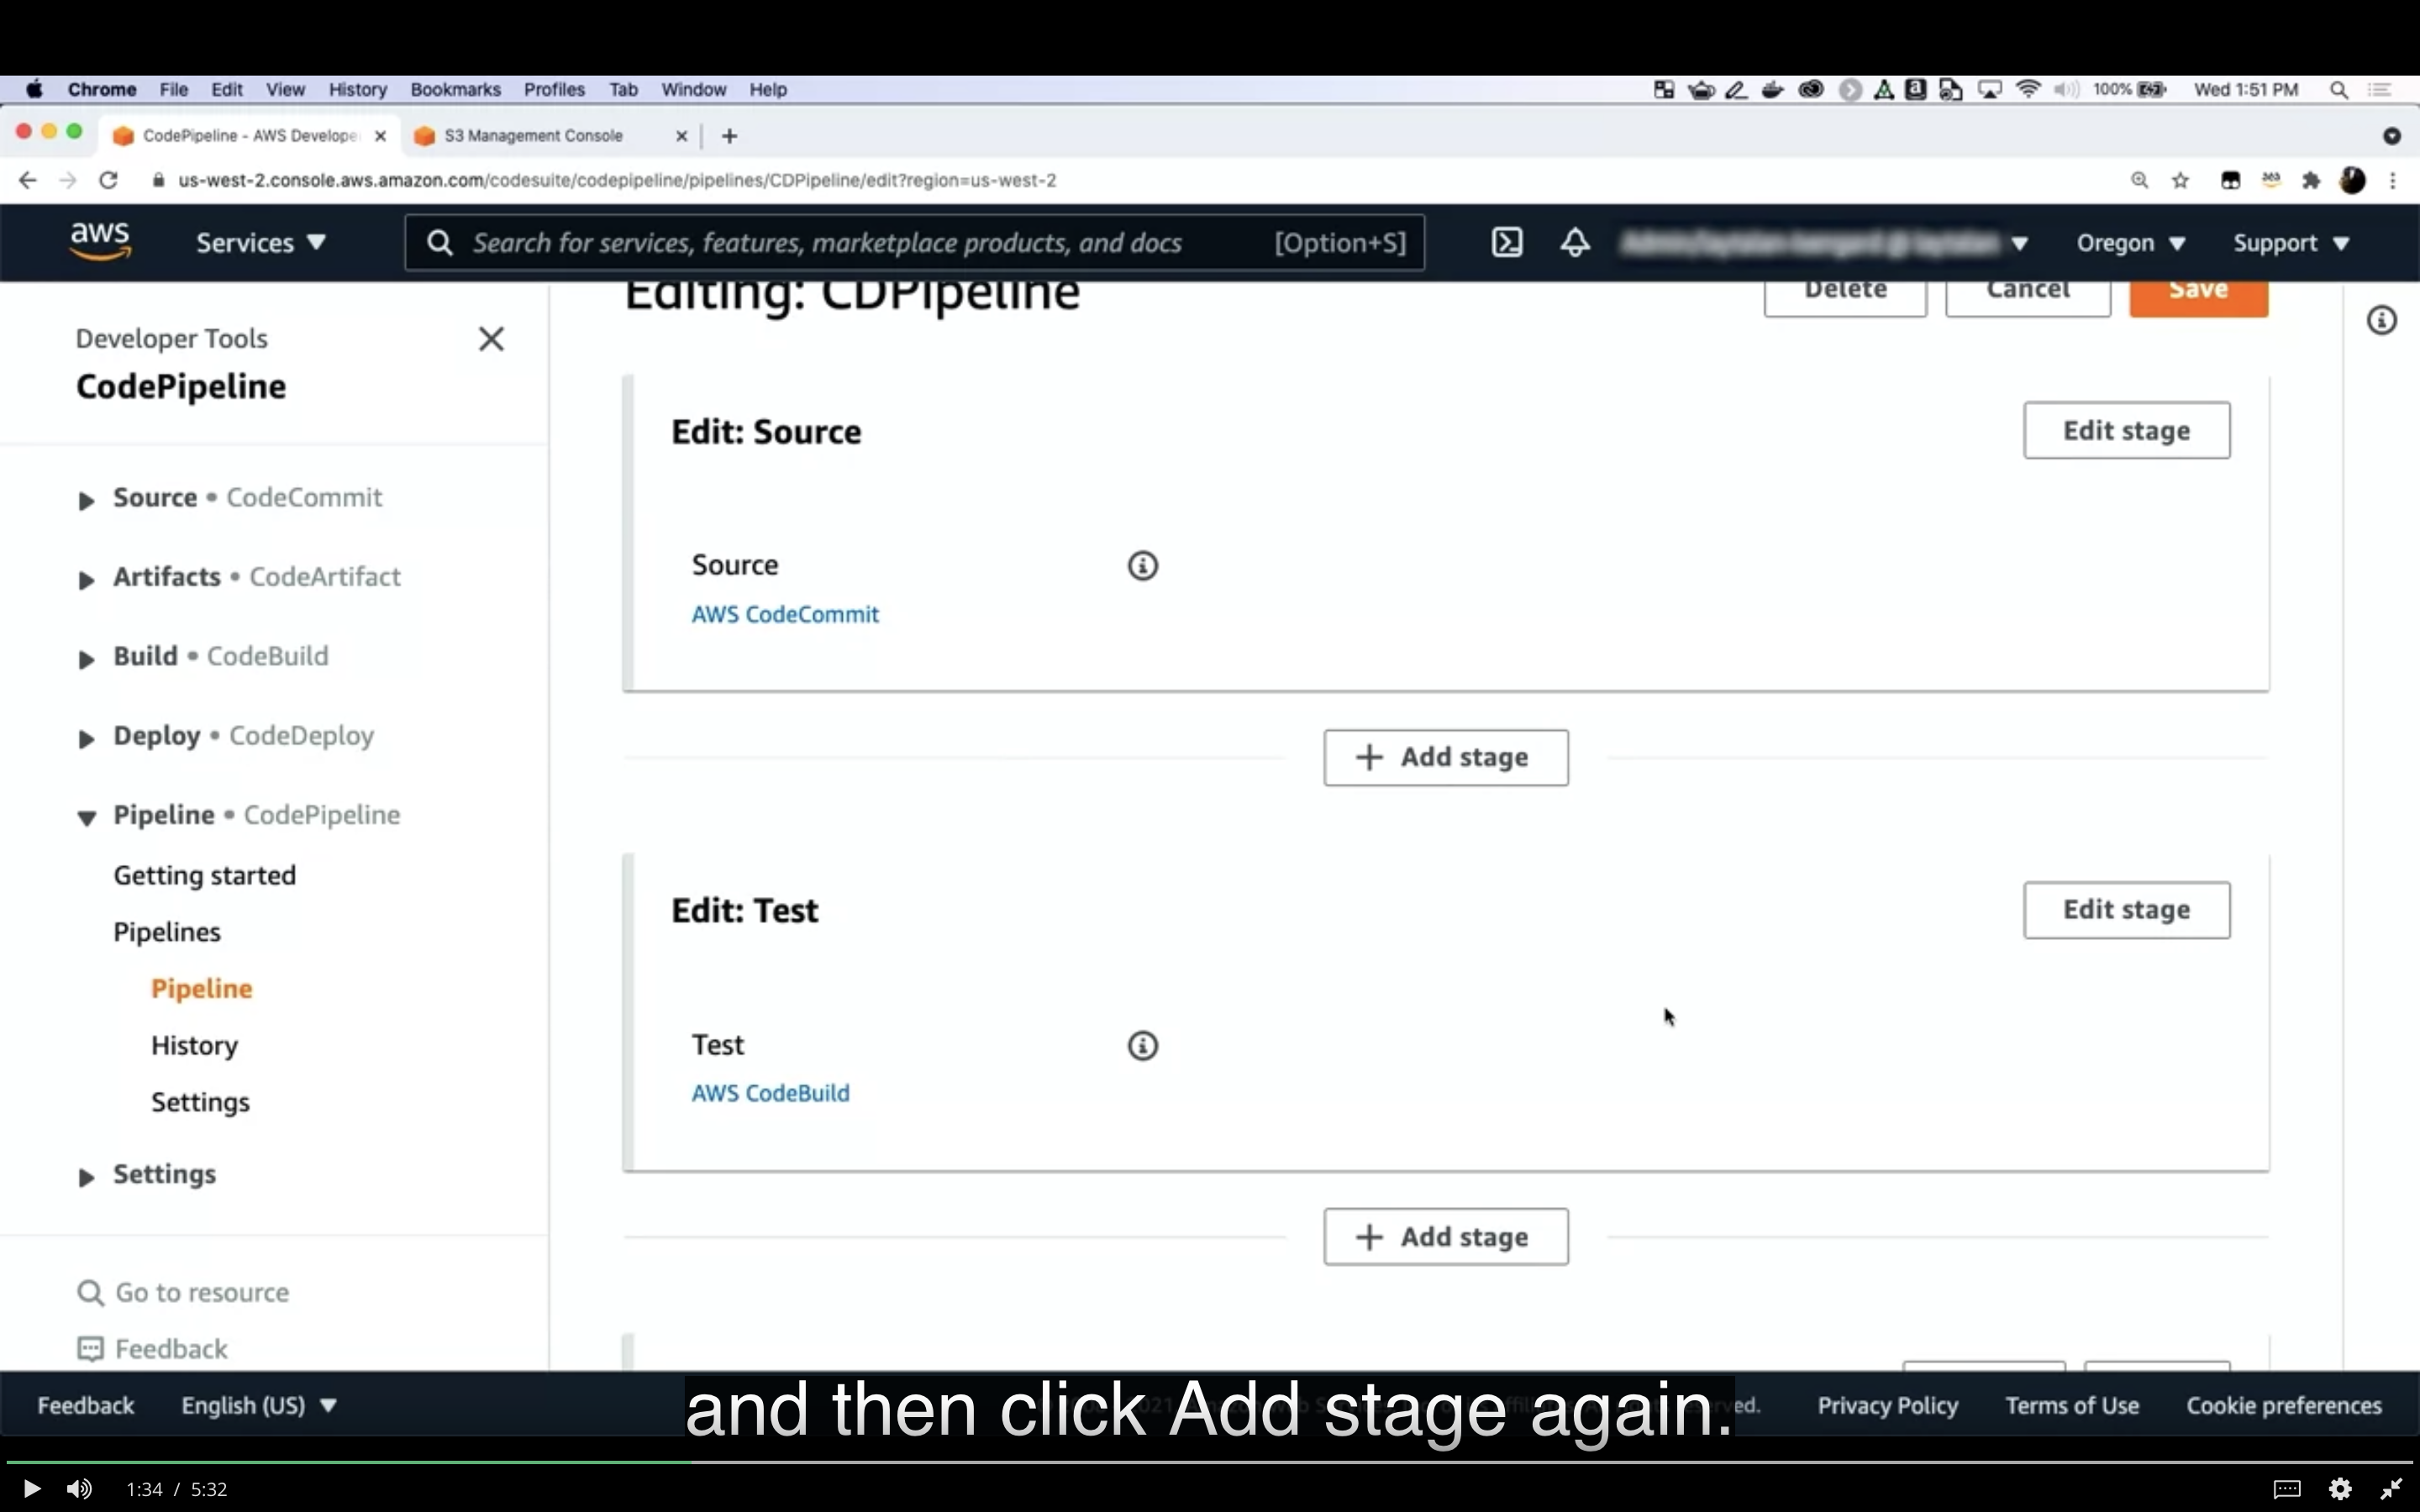 Chrome File Edit View History Bookmarks Profiles Tab Window Help 100% Wed 1:51 PM
CodePipeline - AWS Develope S3 Management Console
us-west-2.console.aws.amazon.com/codesuite/codepipeline/pipelines/CDPipeline/edit?region=us-west-2
aws Services Search for services, features, marketplace products, and docs [Option+S] Oregon Support
Editing: CDPipeline Delete Cancel Save
Developer Tools
CodePipeline
Source • CodeCommit
Artifacts • CodeArtifact
Build • CodeBuild
Deploy • CodeDeploy
Pipeline • CodePipeline
Getting started
Pipelines
Pipeline
History
Settings
Settings
Go to resource
Feedback
Edit: Source Edit stage
Source
AWS CodeCommit
+ Add stage
Edit: Test Edit stage
Test
AWS CodeBuild
+ Add stage
Feedback English (US) Privacy Policy Terms of Use Cookie preferences
and then click Add stage again.
1:34 / 5:32